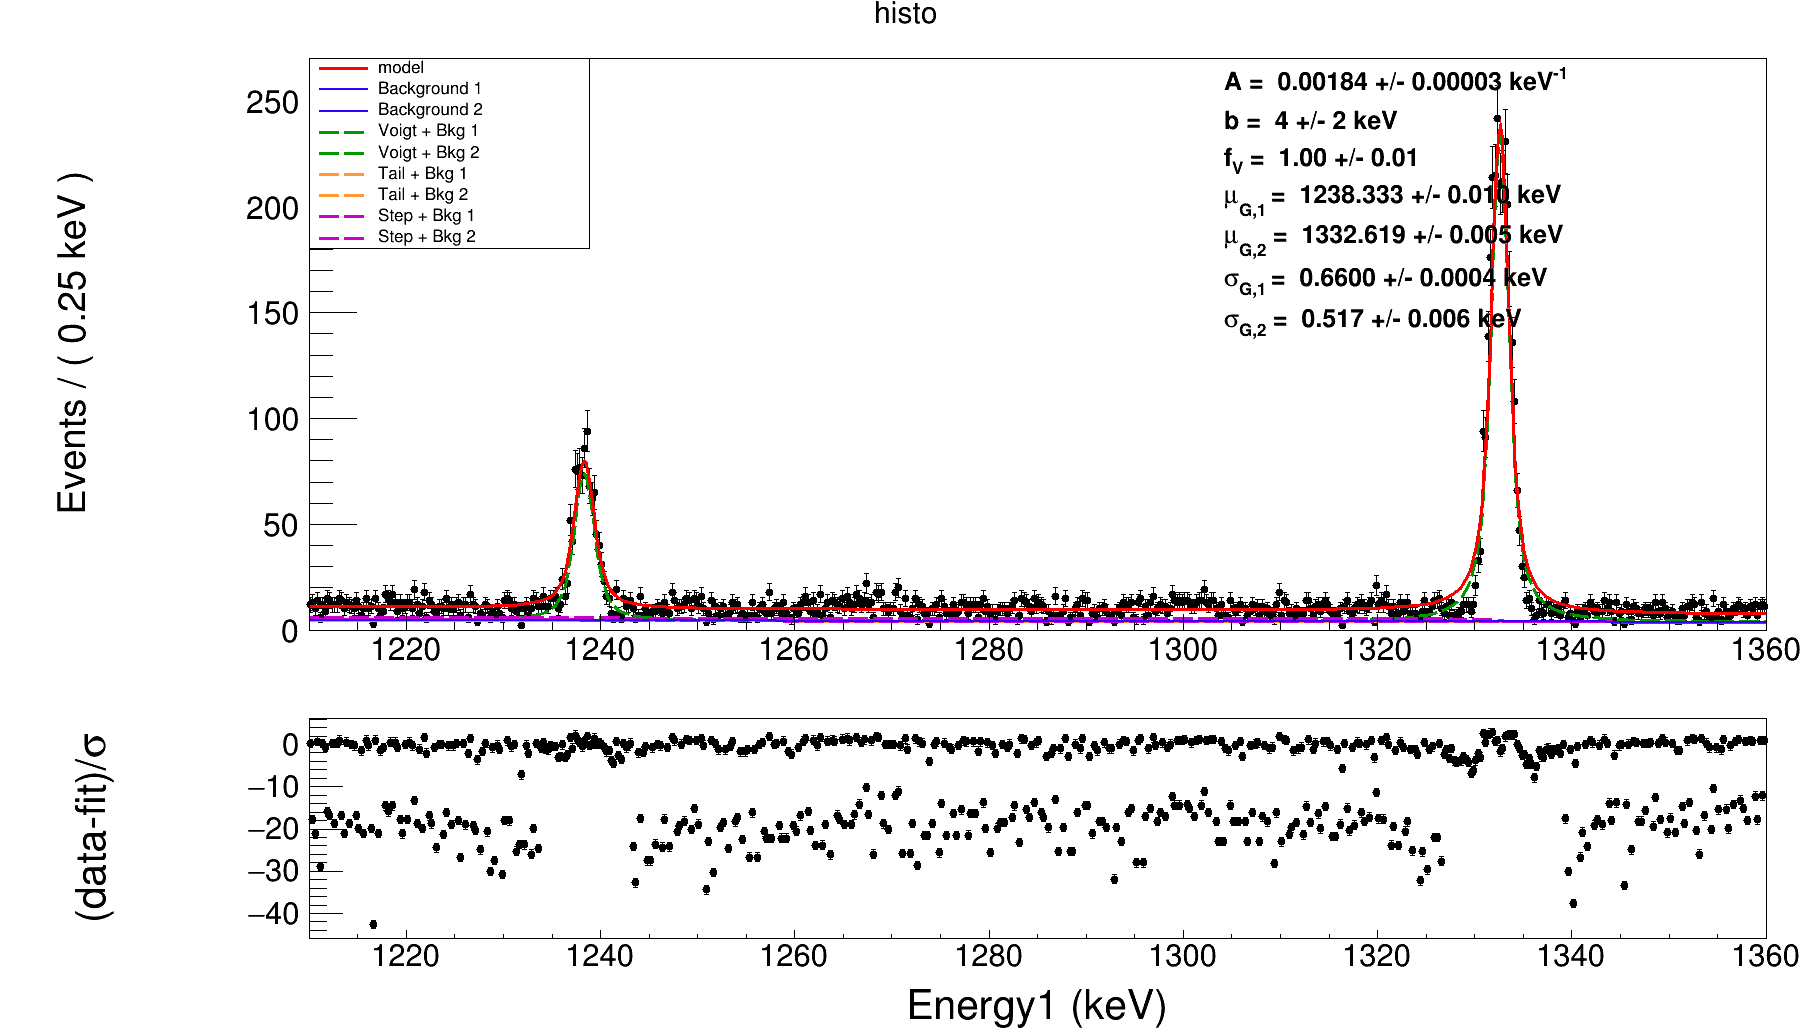 histo
model
Background 1
Background 2
Voigt + Bkg 1
Voigt + Bkg 2
Tail + Bkg 1
Tail + Bkg 2
Step + Bkg 1
Step + Bkg 2
A = 0.00184 +/- 0.00003 keV⁻¹
b = 4 +/- 2 keV
f_V = 1.00 +/- 0.01
μ_G,1 = 1238.333 +/- 0.010 keV
μ_G,2 = 1332.619 +/- 0.005 keV
σ_G,1 = 0.6600 +/- 0.0004 keV
σ_G,2 = 0.517 +/- 0.006 keV
Events / ( 0.25 keV )
250
200
150
100
50
0
1220 1240 1260 1280 1300 1320 1340 1360
(data-fit)/σ
0
−10
−20
−30
−40
1220 1240 1260 1280 1300 1320 1340 1360
Energy1 (keV)